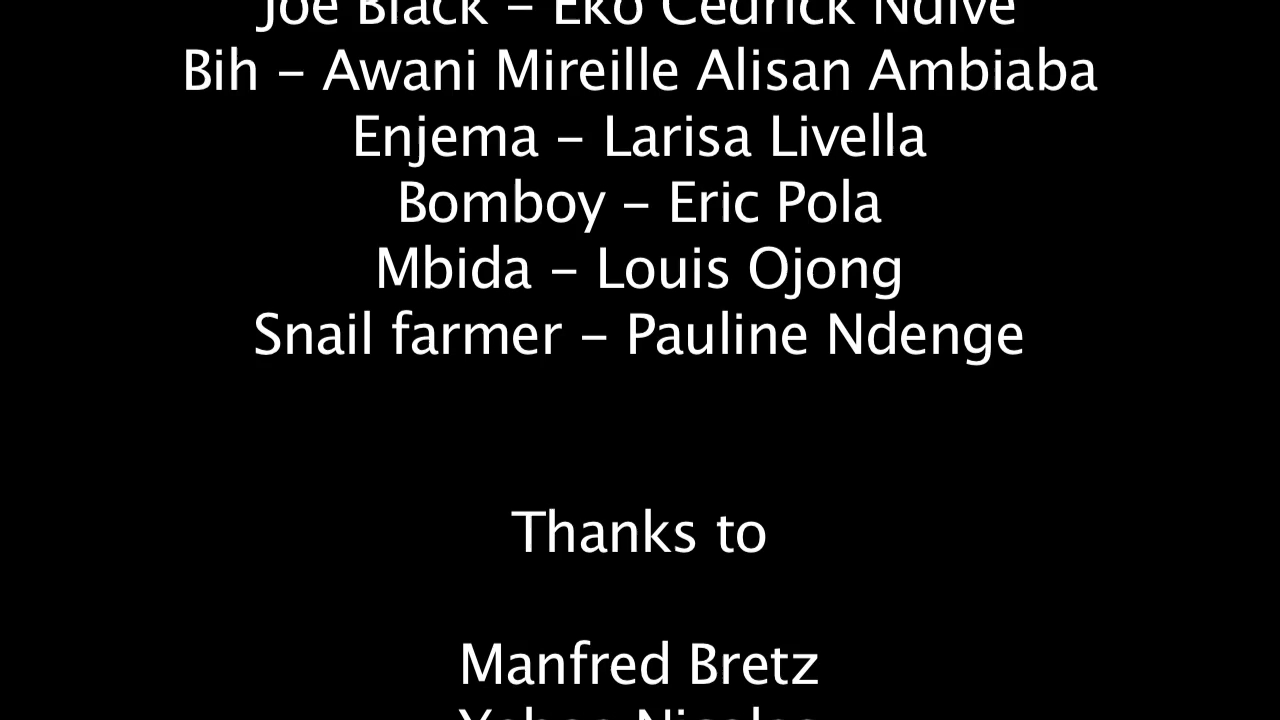 Joe Black – Eko Cedrick Ndive
Bih – Awani Mireille Alisan Ambiaba
Enjema – Larisa Livella
Bomboy – Eric Pola
Mbida – Louis Ojong
Snail farmer – Pauline Ndenge
Thanks to
Manfred Bretz